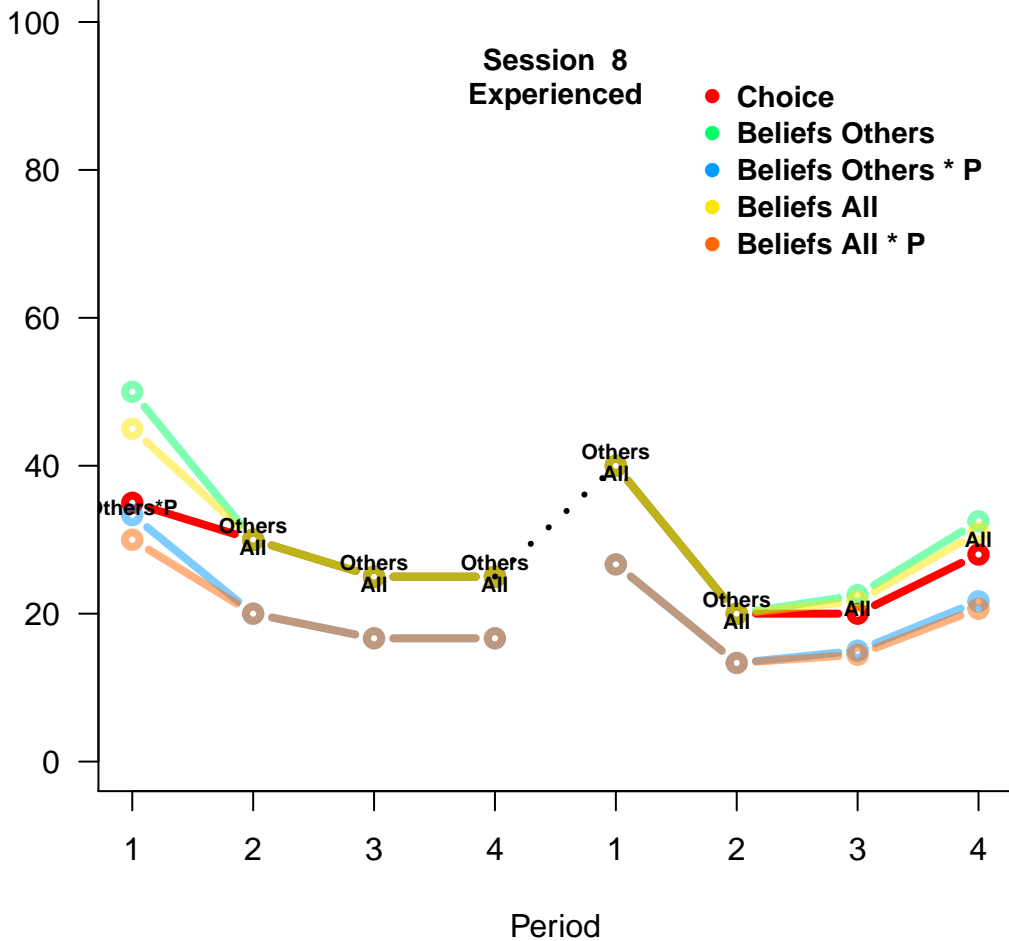 100
80
60
40
20
0
Session 8
Experienced
Choice
Beliefs Others
Beliefs Others * P
Beliefs All
Beliefs All * P
Others*P
Others
All
Others
All
Others
All
Others
All
Others
All
All
All
1 2 3 4 1 2 3 4
Period